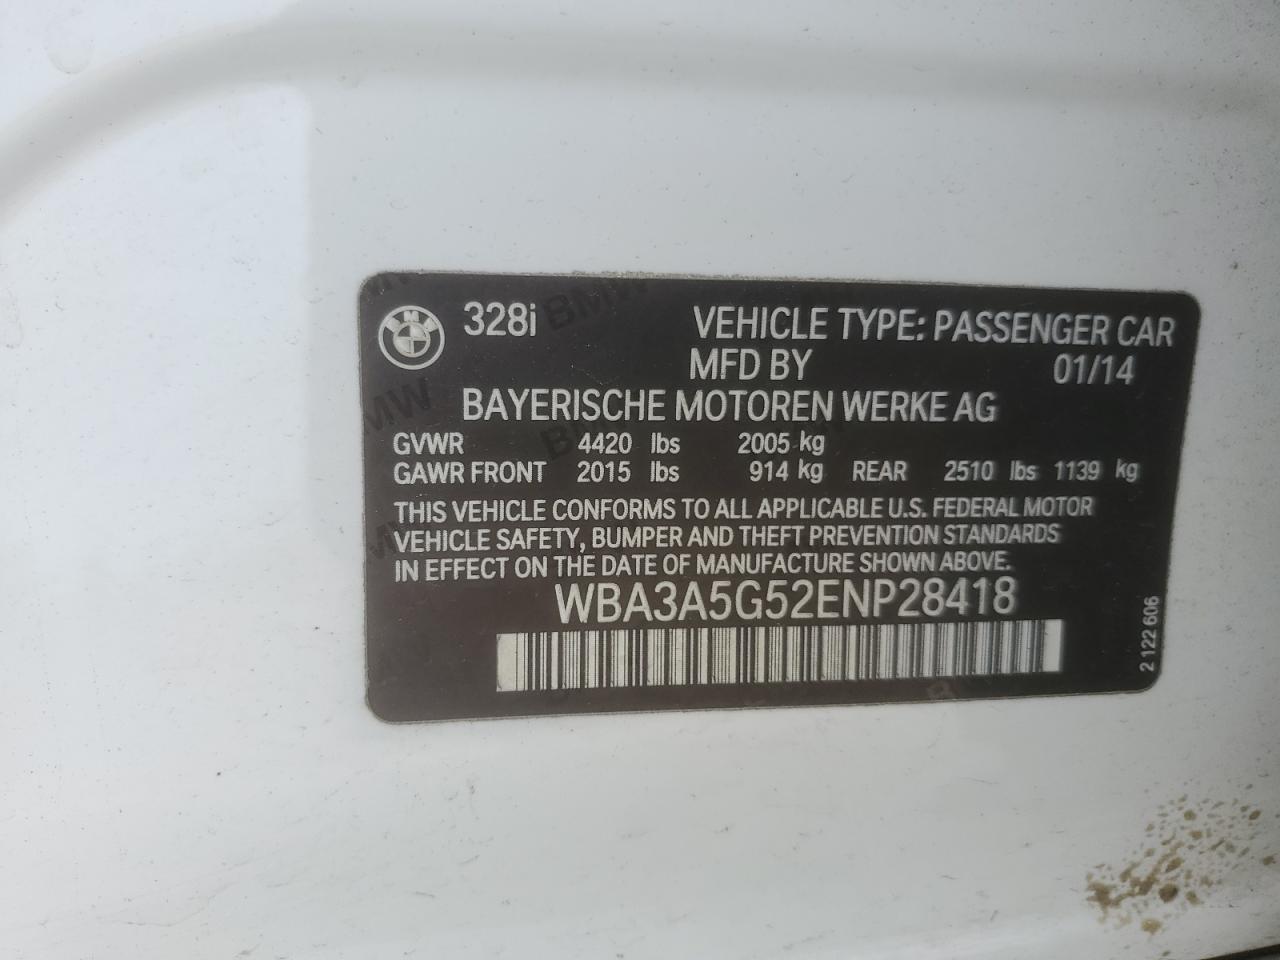 BMW
328i
VEHICLE TYPE: PASSENGER CAR
MFD BY 01/14
BAYERISCHE MOTOREN WERKE AG
GVWR 4420 lbs 2005 kg
GAWR FRONT 2015 lbs 914 kg REAR 2510 lbs 1139 kg
THIS VEHICLE CONFORMS TO ALL APPLICABLE U.S. FEDERAL MOTOR
VEHICLE SAFETY, BUMPER AND THEFT PREVENTION STANDARDS
IN EFFECT ON THE DATE OF MANUFACTURE SHOWN ABOVE.
WBA3A5G52ENP28418
2 122 606